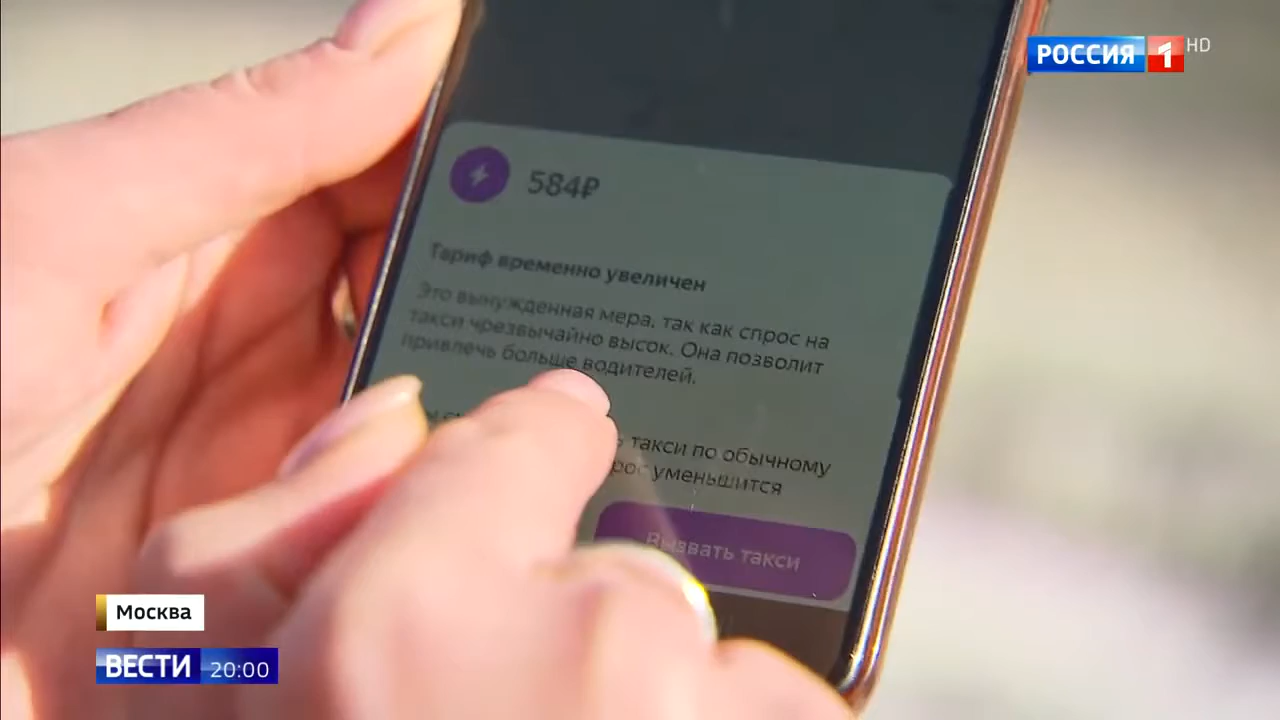 РОССИЯ 1 HD
584₽
Тариф временно увеличен
Это вынужденная мера, так как спрос на
такси чрезвычайно высок. Она позволит
привлечь больше водителей.
такси по обычному
уменьшится
Вызвать такси
Москва
ВЕСТИ 20:00